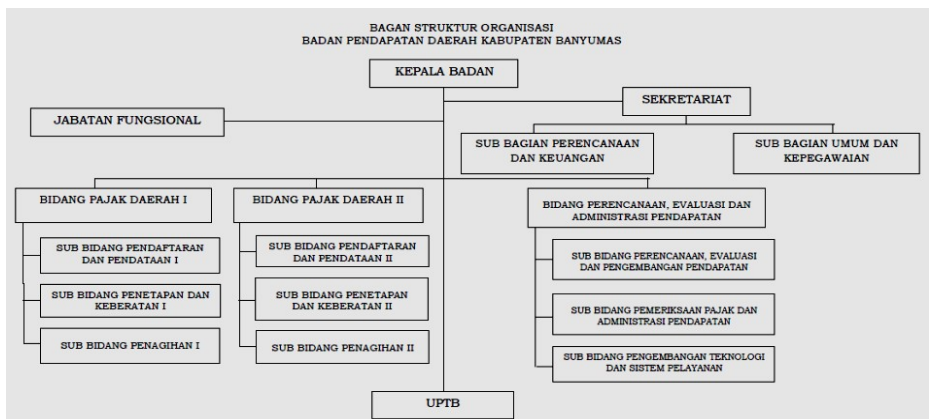 BAGAN STRUKTUR ORGANISASI
BADAN PENDAPATAN DAERAH KABUPATEN BANYUMAS
KEPALA BADAN
SEKRETARIAT
JABATAN FUNGSIONAL
SUB BAGIAN PERENCANAAN
DAN KEUANGAN
SUB BAGIAN UMUM DAN
KEPEGAWAIAN
BIDANG PAJAK DAERAH I
SUB BIDANG PENDAFTARAN
DAN PENDATAAN I
SUB BIDANG PENETAPAN DAN
KEBERATAN I
SUB BIDANG PENAGIHAN I
BIDANG PAJAK DAERAH II
SUB BIDANG PENDAFTARAN
DAN PENDATAAN II
SUB BIDANG PENETAPAN
DAN KEBERATAN II
SUB BIDANG PENAGIHAN II
BIDANG PERENCANAAN, EVALUASI DAN
ADMINISTRASI PENDAPATAN
SUB BIDANG PERENCANAAN, EVALUASI
DAN PENGEMBANGAN PENDAPATAN
SUB BIDANG PEMERIKSAAN PAJAK DAN
ADMINISTRASI PENDAPATAN
SUB BIDANG PENGEMBANGAN TEKNOLOGI
DAN SISTEM PELAYANAN
UPTB